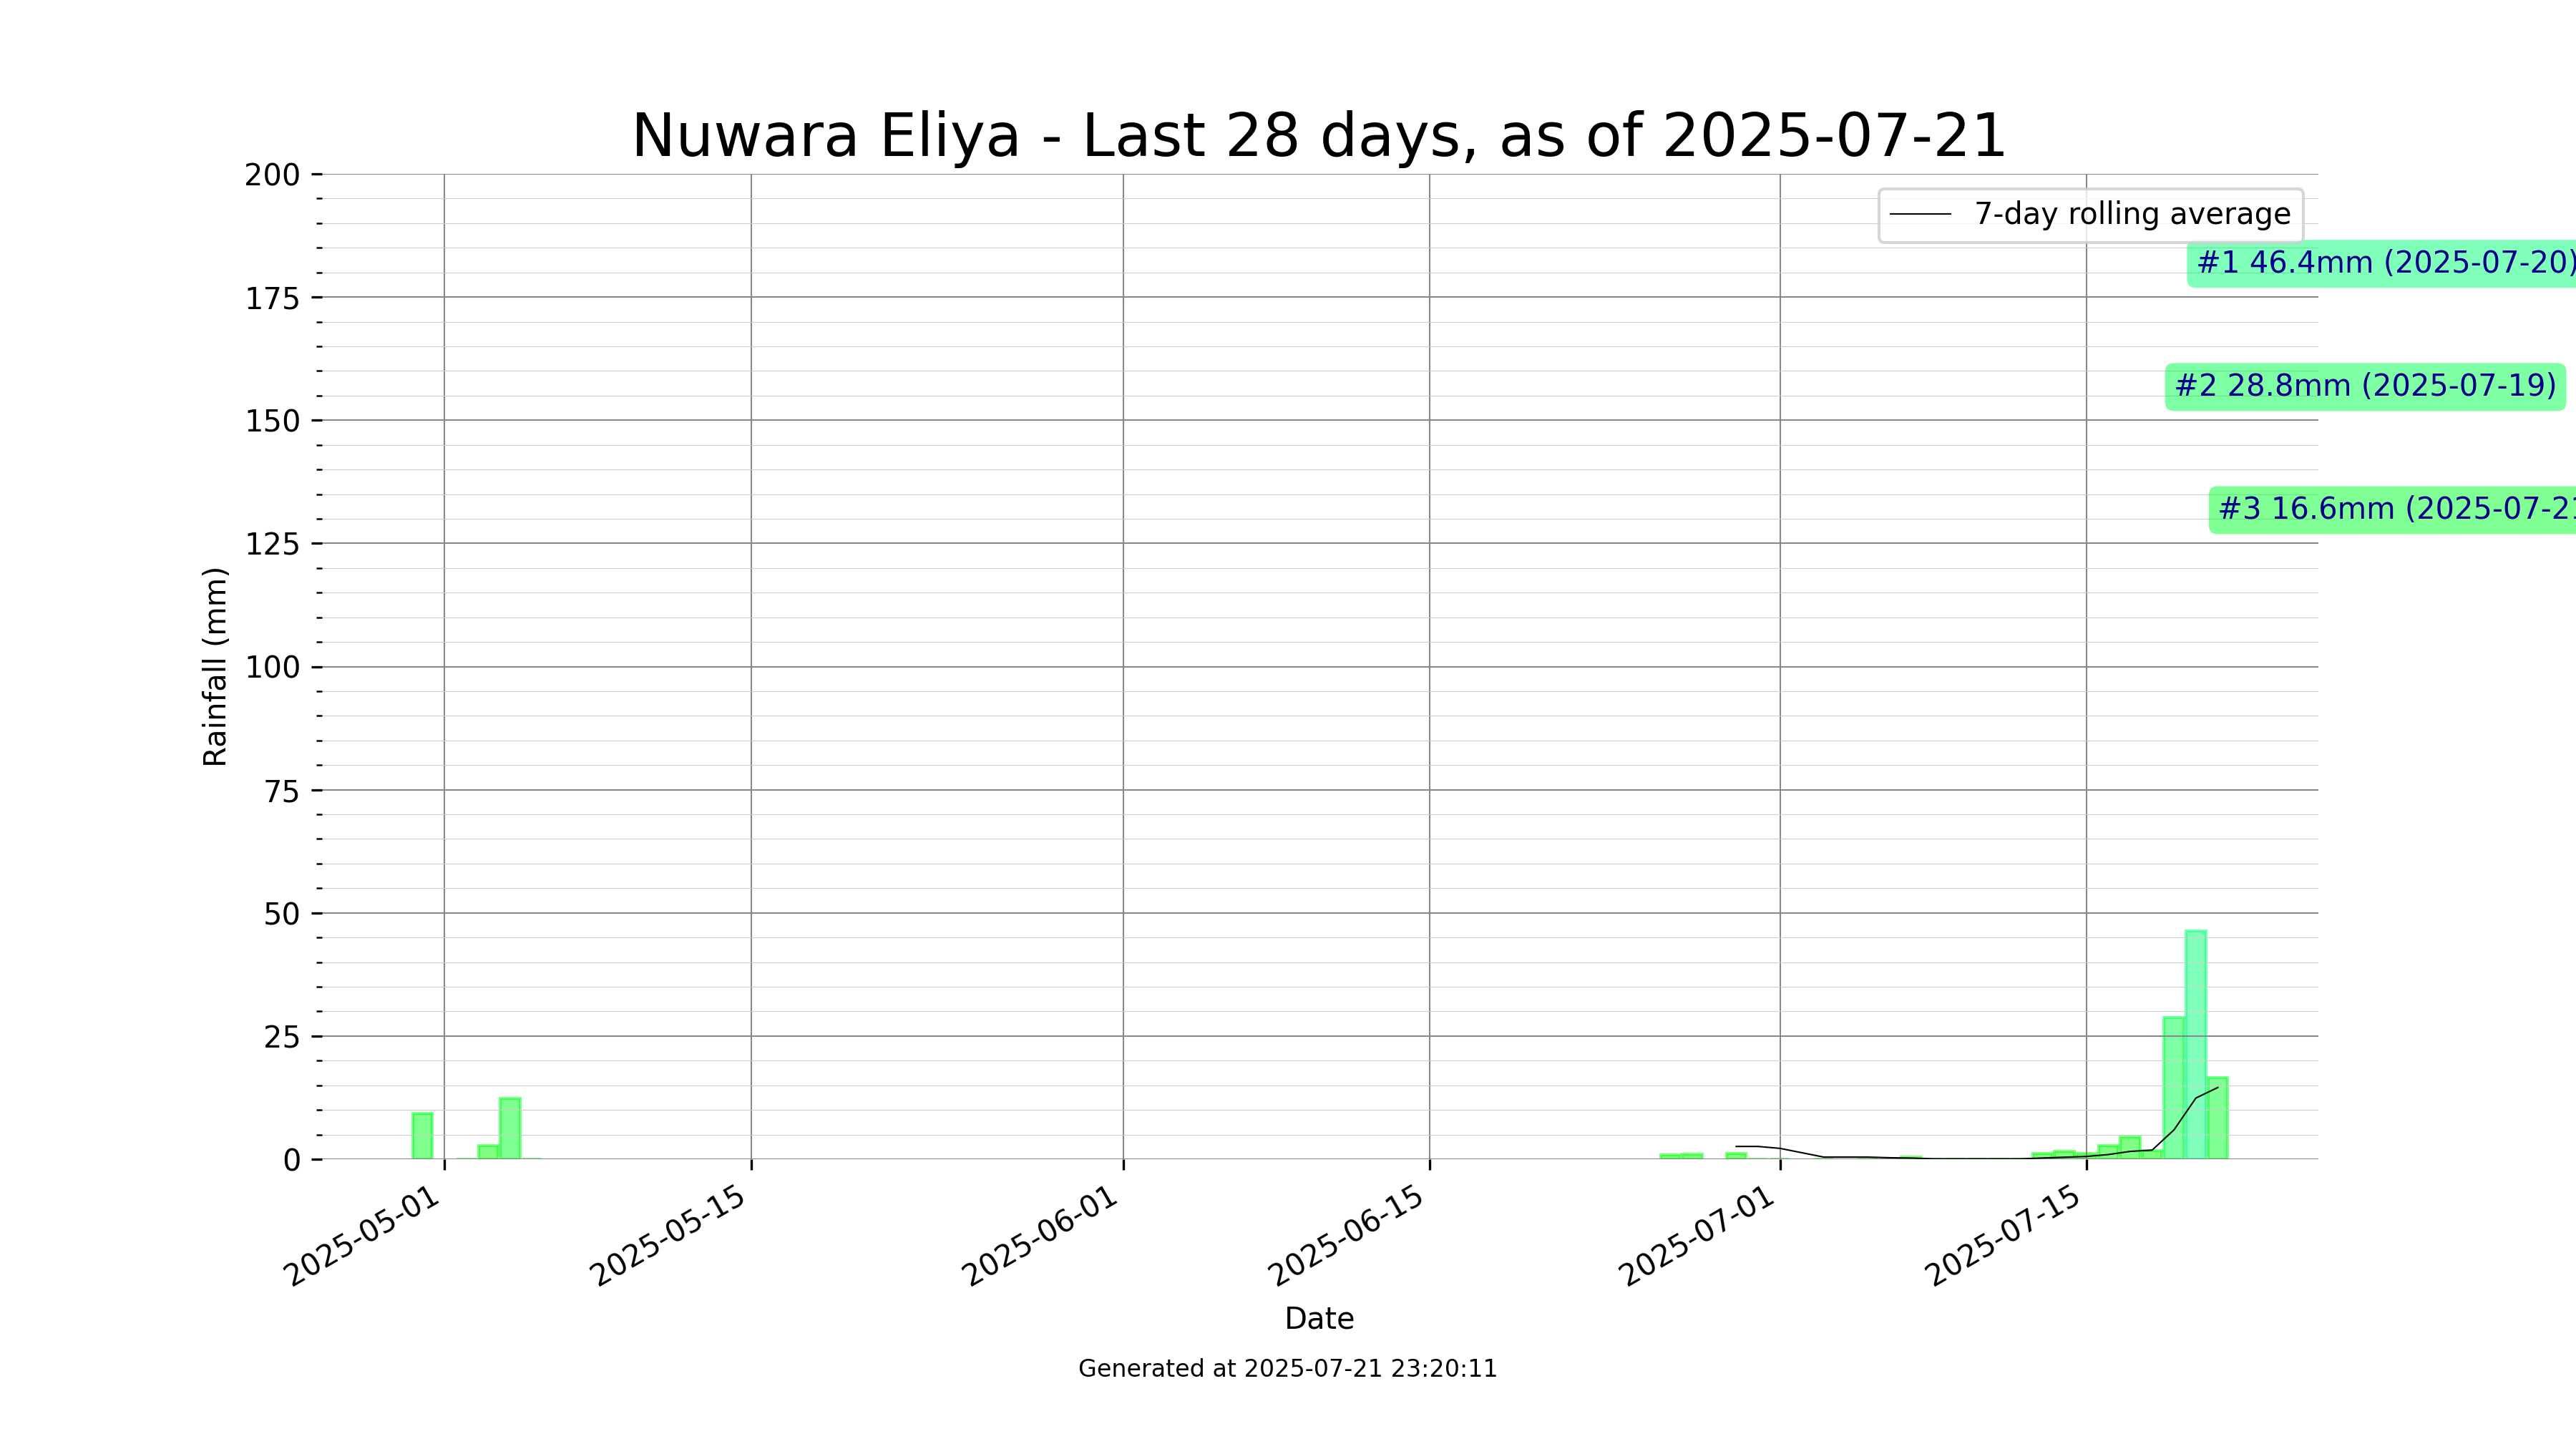 Nuwara Eliya - Last 28 days, as of 2025-07-21
7-day rolling average
#1 46.4mm (2025-07-20)
#2 28.8mm (2025-07-19)
#3 16.6mm (2025-07-21
Rainfall (mm)
200
175
150
125
100
75
50
25
0
2025-05-01
2025-05-15
2025-06-01
2025-06-15
2025-07-01
2025-07-15
Date
Generated at 2025-07-21 23:20:11